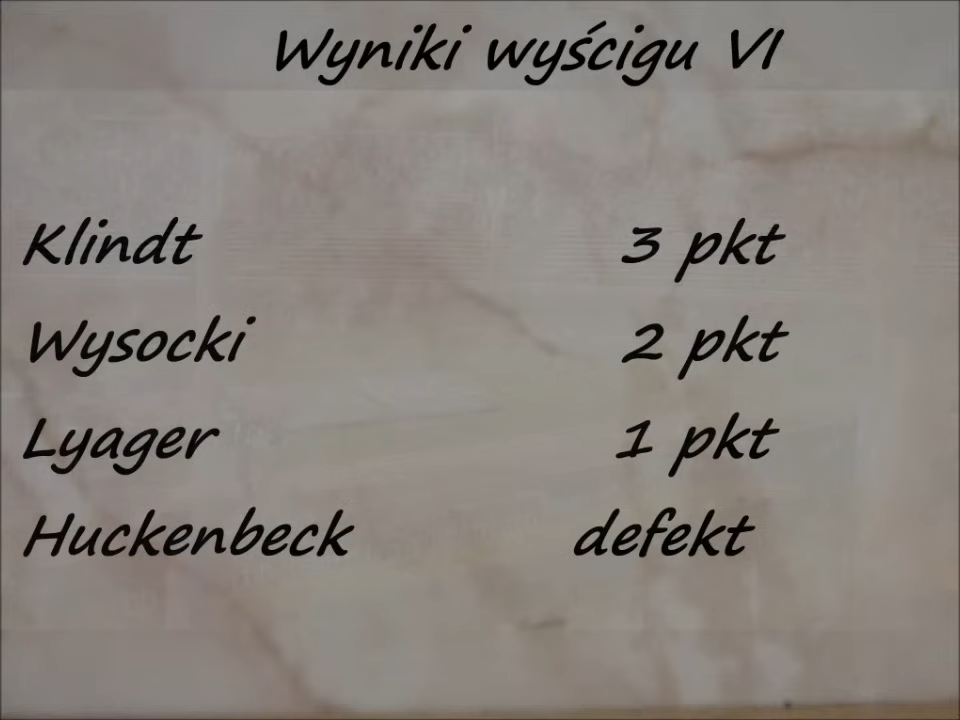 Wyniki wyścigu VI
Klindt 3 pkt
Wysocki 2 pkt
Lyager 1 pkt
Huckenbeck defekt